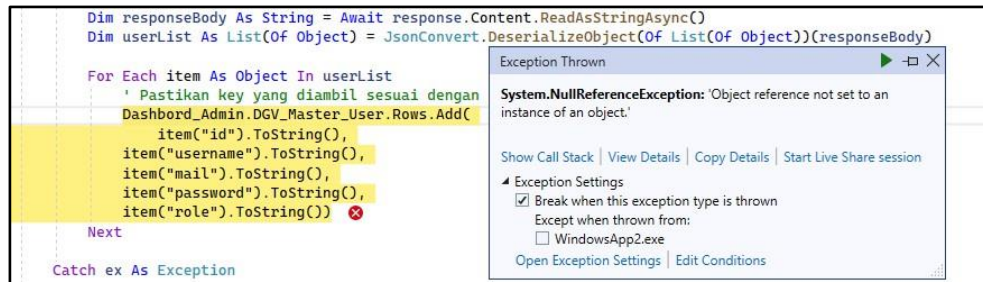 Dim responseBody As String = Await response.Content.ReadAsStringAsync()
Dim userList As List(Of Object) = JsonConvert.DeserializeObject(Of List(Of Object))(responseBody)
For Each item As Object In userList
' Pastikan key yang diambil sesuai dengan
Dashbord_Admin.DGV_Master_User.Rows.Add(
item("id").ToString(),
item("username").ToString(),
item("mail").ToString(),
item("password").ToString(),
item("role").ToString())
Next
Catch ex As Exception
Exception Thrown
System.NullReferenceException: 'Object reference not set to an
instance of an object.'
Show Call Stack | View Details | Copy Details | Start Live Share session
Exception Settings
Break when this exception type is thrown
Except when thrown from:
WindowsApp2.exe
Open Exception Settings | Edit Conditions